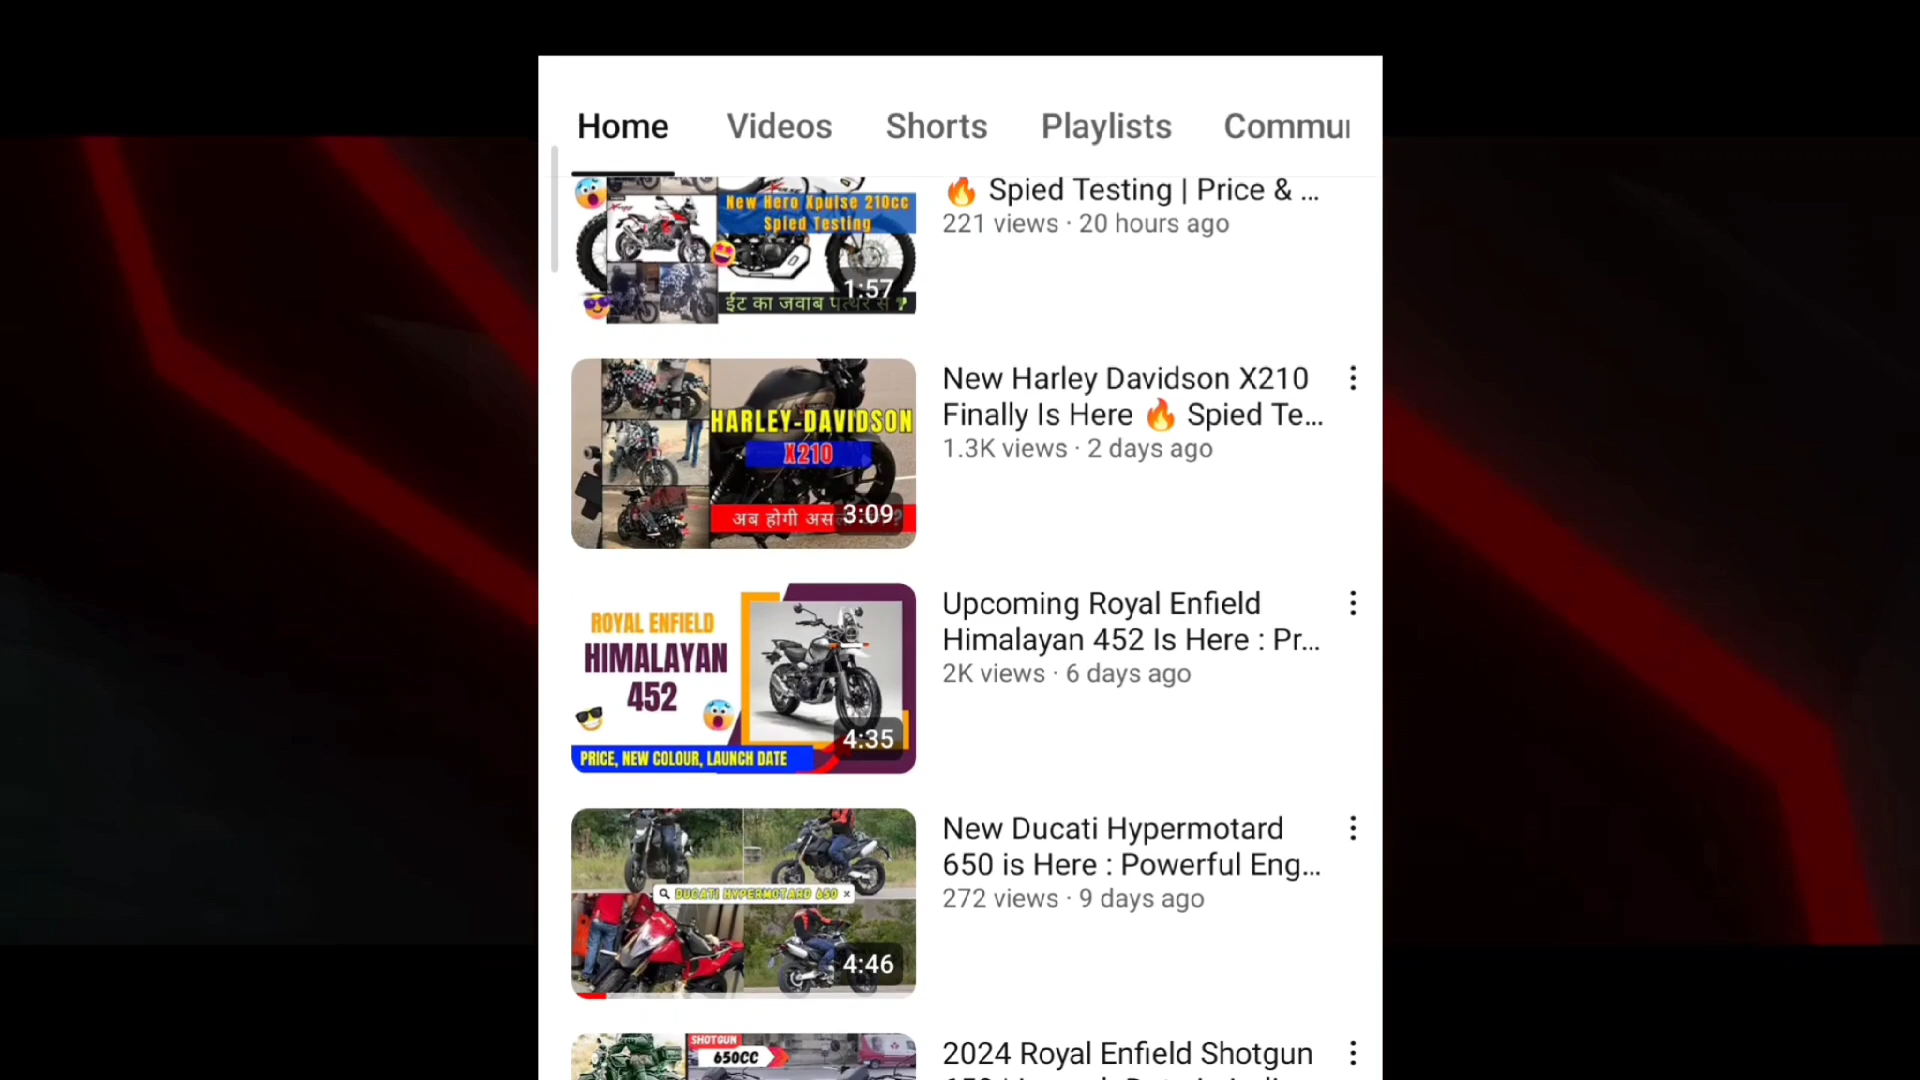 Home Videos Shorts Playlists Commu
🔥 Spied Testing | Price & ...
221 views · 20 hours ago
New Hero Xpulse 210cc
Spied Testing
1:57
ईट का जवाब पत्थर से ?
New Harley Davidson X210
Finally Is Here 🔥 Spied Te...
1.3K views · 2 days ago
HARLEY-DAVIDSON
X210
अब होगी
3:09
Upcoming Royal Enfield
Himalayan 452 Is Here : Pr...
2K views · 6 days ago
ROYAL ENFIELD
HIMALAYAN
452
4:35
PRICE, NEW COLOUR, LAUNCH DATE
New Ducati Hypermotard
650 is Here : Powerful Eng...
272 views · 9 days ago
DUCATI HYPERMOTARD 650 x
4:46
2024 Royal Enfield Shotgun
SHOTGUN
650CC